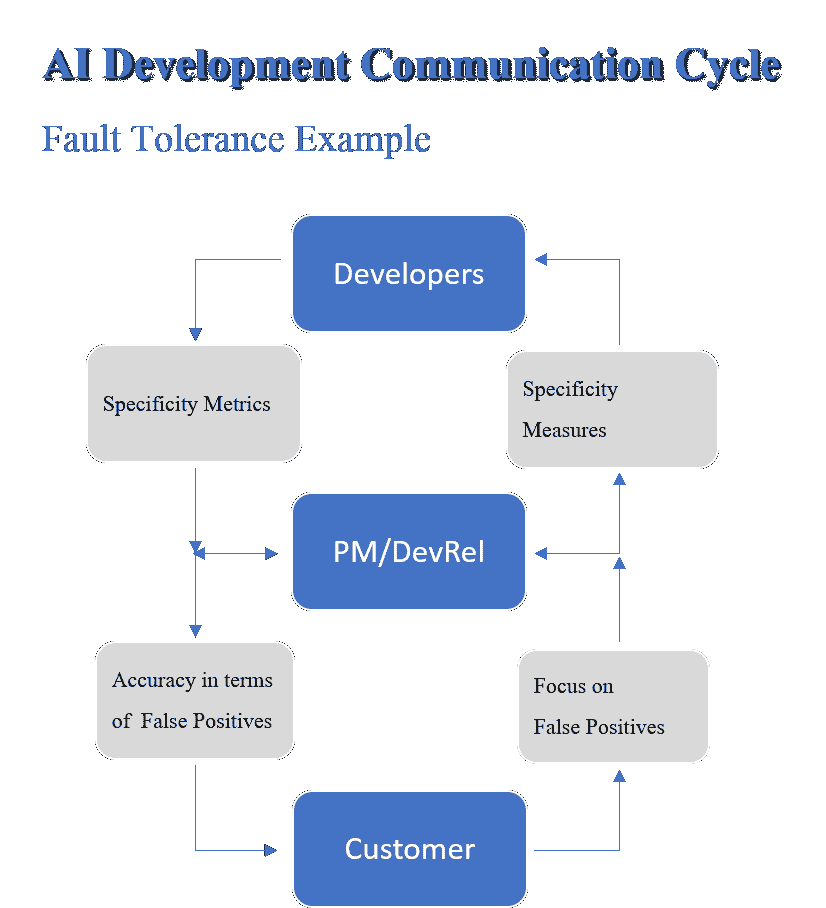 AI Development Communication Cycle
Fault Tolerance Example
Developers
Specificity Metrics
Specificity
Measures
PM/DevRel
Accuracy in terms
of  False Positives
Focus on
False Positives
Customer